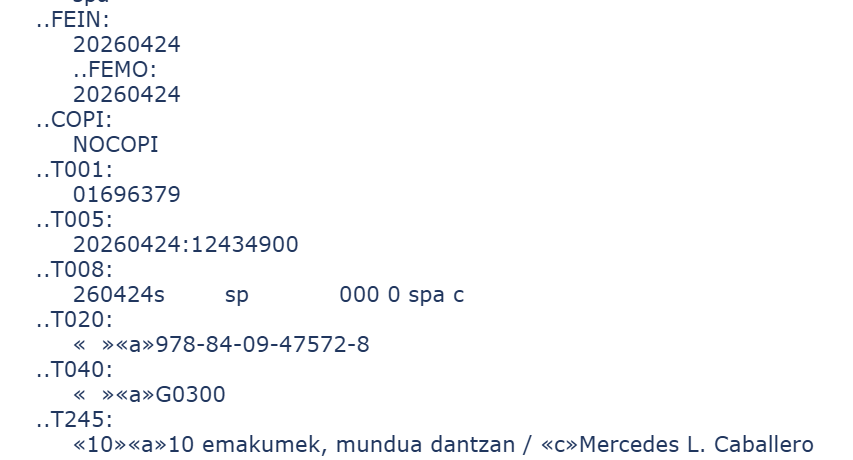 spa
..FEIN:
20260424
..FEMO:
20260424
..COPI:
NOCOPI
..T001:
01696379
..T005:
20260424:12434900
..T008:
260424s         sp             000 0 spa c
..T020:
«  »«a»978-84-09-47572-8
..T040:
«  »«a»G0300
..T245:
«10»«a»10 emakumek, mundua dantzan / «c»Mercedes L. Caballero